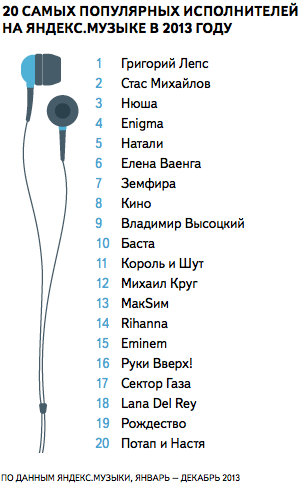 20 САМЫХ ПОПУЛЯРНЫХ ИСПОЛНИТЕЛЕЙ
НА ЯНДЕКС.МУЗЫКЕ В 2013 ГОДУ
1 Григорий Лепс
2 Стас Михайлов
3 Нюша
4 Enigma
5 Натали
6 Елена Ваенга
7 Земфира
8 Кино
9 Владимир Высоцкий
10 Баста
11 Король и Шут
12 Михаил Круг
13 МакSим
14 Rihanna
15 Eminem
16 Руки Вверх!
17 Сектор Газа
18 Lana Del Rey
19 Рождество
20 Потап и Настя
ПО ДАННЫМ ЯНДЕКС.МУЗЫКИ, ЯНВАРЬ – ДЕКАБРЬ 2013